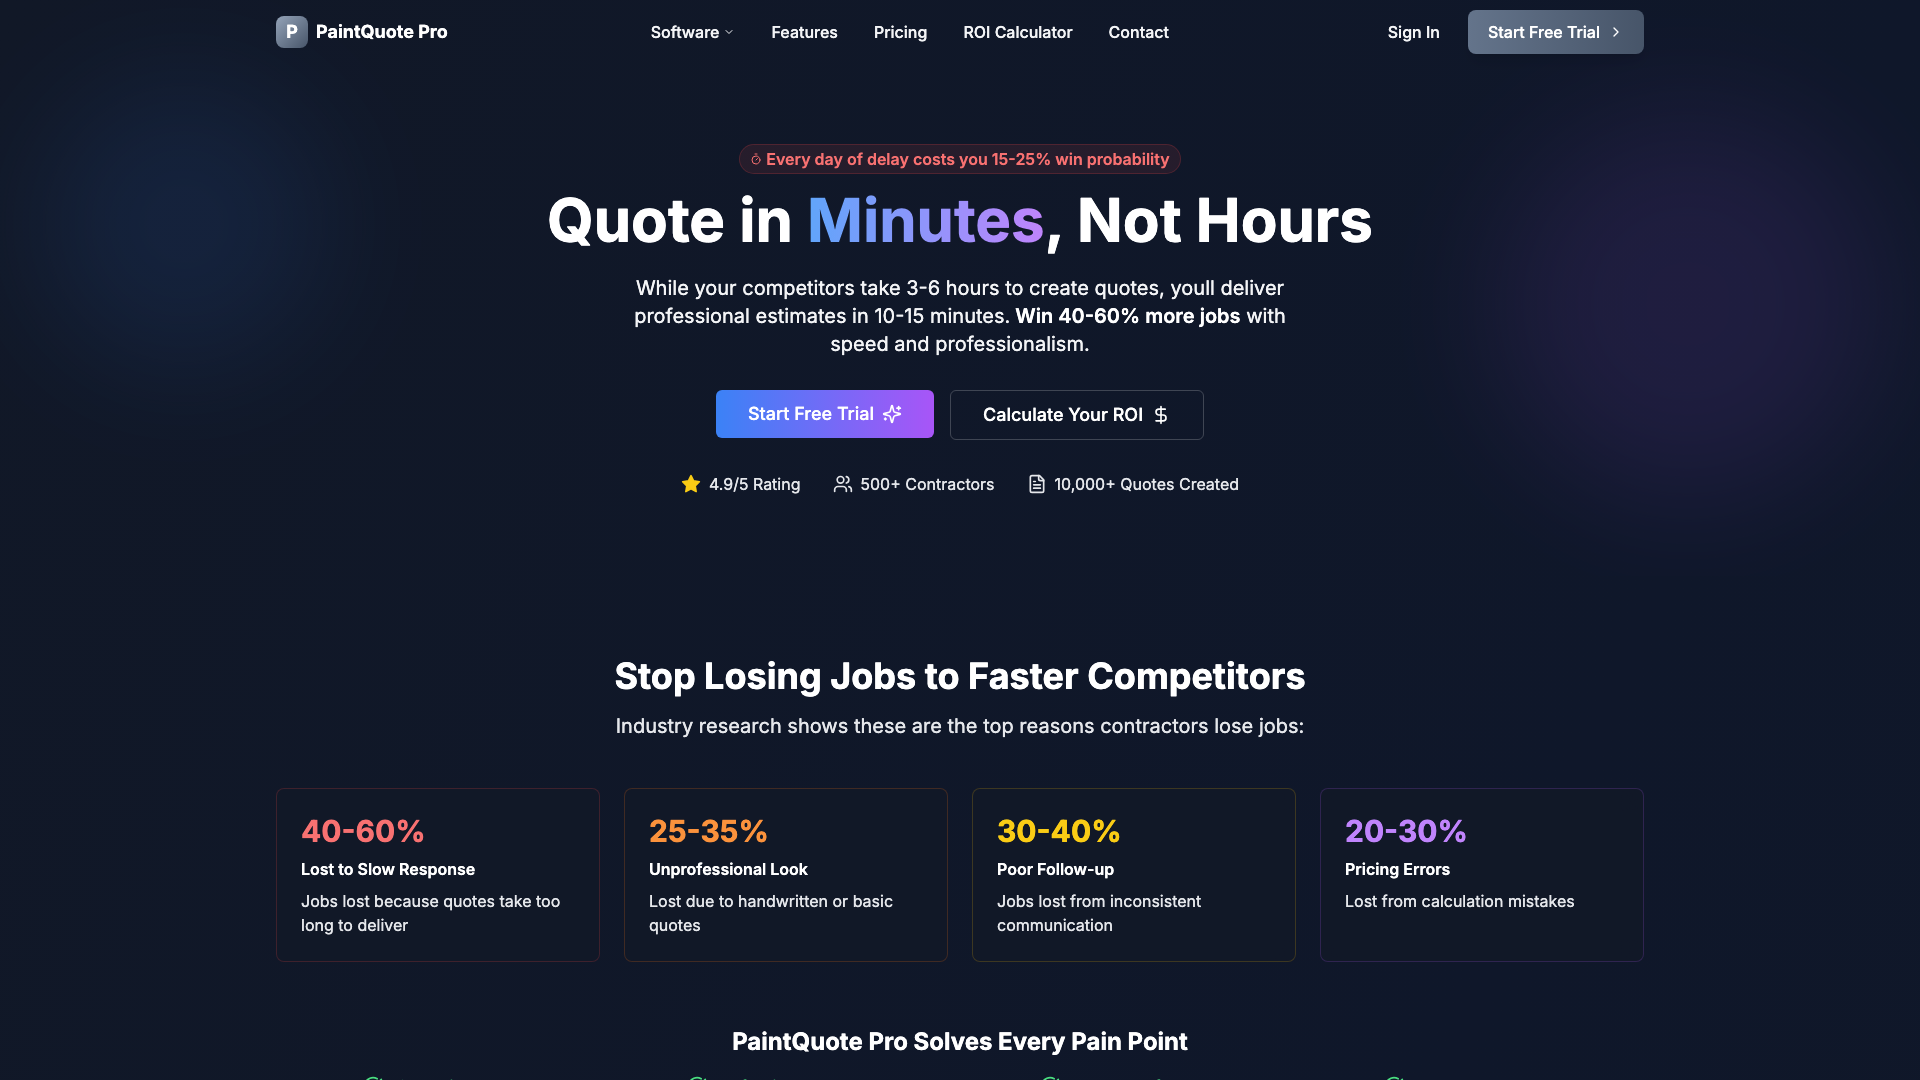 P PaintQuote Pro
Software Features Pricing ROI Calculator Contact
Sign In Start Free Trial
Every day of delay costs you 15-25% win probability
Quote in Minutes, Not Hours
While your competitors take 3-6 hours to create quotes, youll deliver
professional estimates in 10-15 minutes. Win 40-60% more jobs with
speed and professionalism.
Start Free Trial
Calculate Your ROI
4.9/5 Rating
500+ Contractors
10,000+ Quotes Created
Stop Losing Jobs to Faster Competitors
Industry research shows these are the top reasons contractors lose jobs:
40-60%
Lost to Slow Response
Jobs lost because quotes take too
long to deliver
25-35%
Unprofessional Look
Lost due to handwritten or basic
quotes
30-40%
Poor Follow-up
Jobs lost from inconsistent
communication
20-30%
Pricing Errors
Lost from calculation mistakes
PaintQuote Pro Solves Every Pain Point